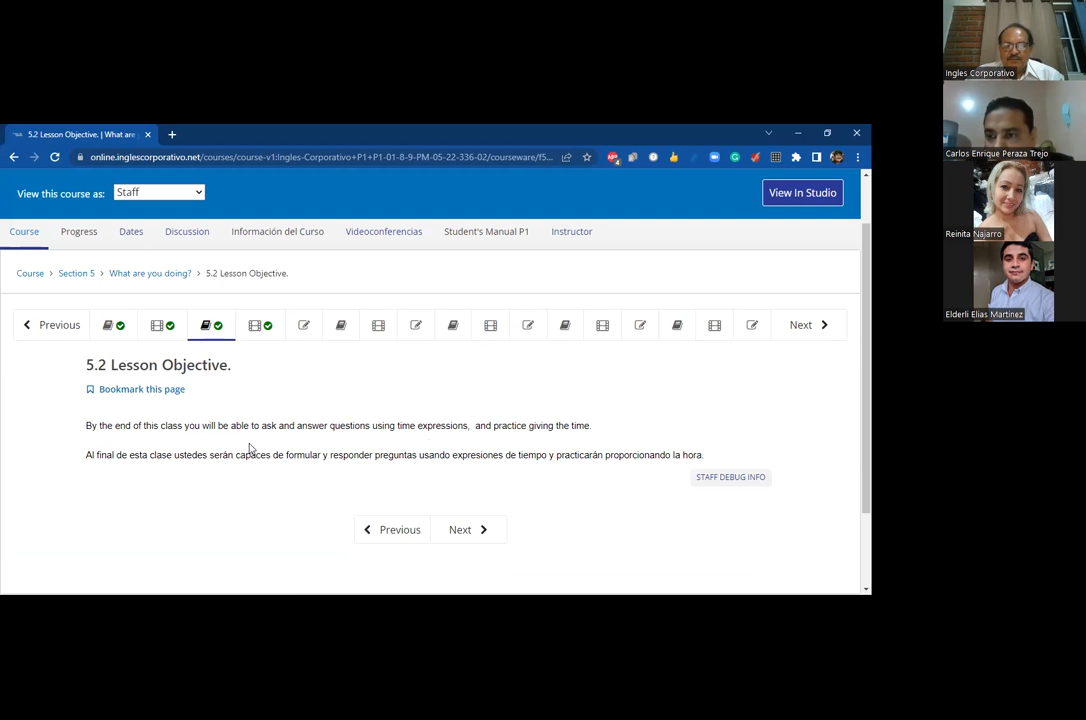 5.2 Lesson Objective. | What are
online.inglescorporativo.net/courses/course-v1:Ingles-Corporativo+P1+P1-01-8-9-PM-05-22-336-02/courseware/f5...
View this course as:
Staff
View In Studio
Course
Progress
Dates
Discussion
Información del Curso
Videoconferencias
Student's Manual P1
Instructor
Course > Section 5 > What are you doing? > 5.2 Lesson Objective.
Previous
Next
5.2 Lesson Objective.
Bookmark this page
By the end of this class you will be able to ask and answer questions using time expressions, and practice giving the time.
Al final de esta clase ustedes serán capaces de formular y responder preguntas usando expresiones de tiempo y practicarán proporcionando la hora.
STAFF DEBUG INFO
Previous
Next
Ingles Corporativo
Carlos Enrique Peraza Trejo
Reinita Najarro
Elderli Elias Martinez